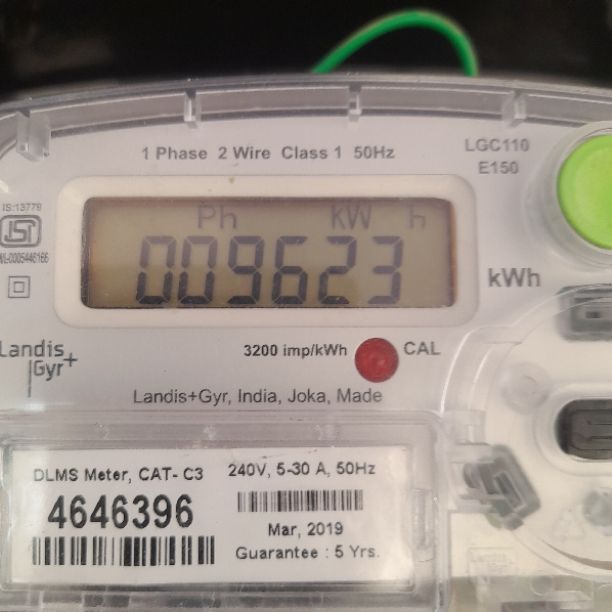 1 Phase 2 Wire Class 1 50Hz
LGC110
E150
IS:13779
Ph kW h
009623
kWh
3200 imp/kWh
CAL
Landis
Gyr+
Landis+Gyr, India, Joka, Made
DLMS Meter, CAT- C3
4646396
240V, 5-30 A, 50Hz
Mar, 2019
Guarantee : 5 Yrs.